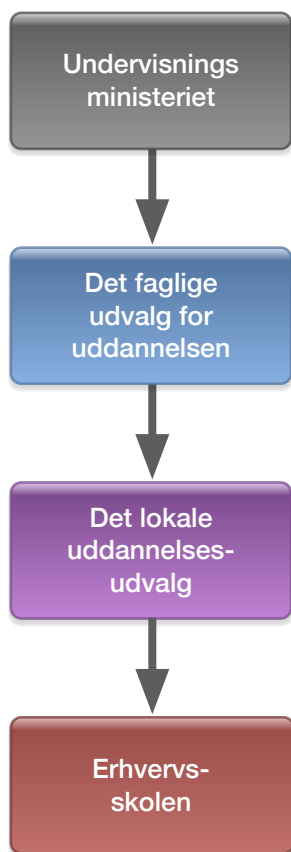 Undervisnings
ministeriet
Det faglige
udvalg for
uddannelsen
Det lokale
uddannelses-
udvalg
Erhvervs-
skolen